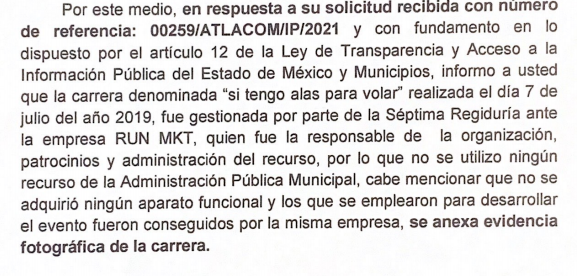 Por este medio, en respuesta a su solicitud recibida con número
de referencia: 00259/ATLACOM/IP/2021 y con fundamento en lo
dispuesto por el artículo 12 de la Ley de Transparencia y Acceso a la
Información Pública del Estado de México y Municipios, informo a usted
que la carrera denominada “si tengo alas para volar” realizada el día 7 de
julio del año 2019, fue gestionada por parte de la Séptima Regiduría ante
la empresa RUN MKT, quien fue la responsable de la organización,
patrocinios y administración del recurso, por lo que no se utilizo ningún
recurso de la Administración Pública Municipal, cabe mencionar que no se
adquirió ningún aparato funcional y los que se emplearon para desarrollar
el evento fueron conseguidos por la misma empresa, se anexa evidencia
fotográfica de la carrera.